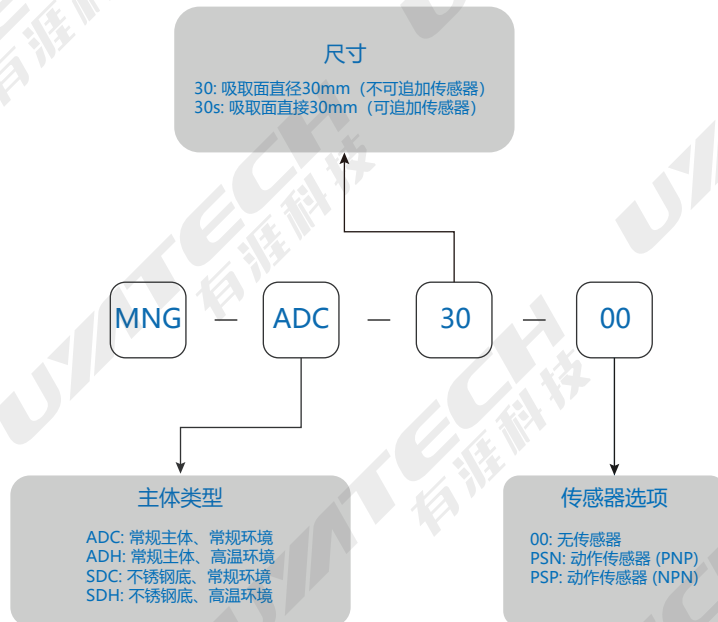 尺寸
30: 吸取面直径30mm（不可追加传感器）
30s: 吸取面直接30mm（可追加传感器）
MNG — ADC — 30 — 00
主体类型
ADC: 常规主体、常规环境
ADH: 常规主体、高温环境
SDC: 不锈钢底、常规环境
SDH: 不锈钢底、高温环境
传感器选项
00: 无传感器
PSN: 动作传感器 (PNP)
PSP: 动作传感器 (NPN)
UYATECH
有涯科技